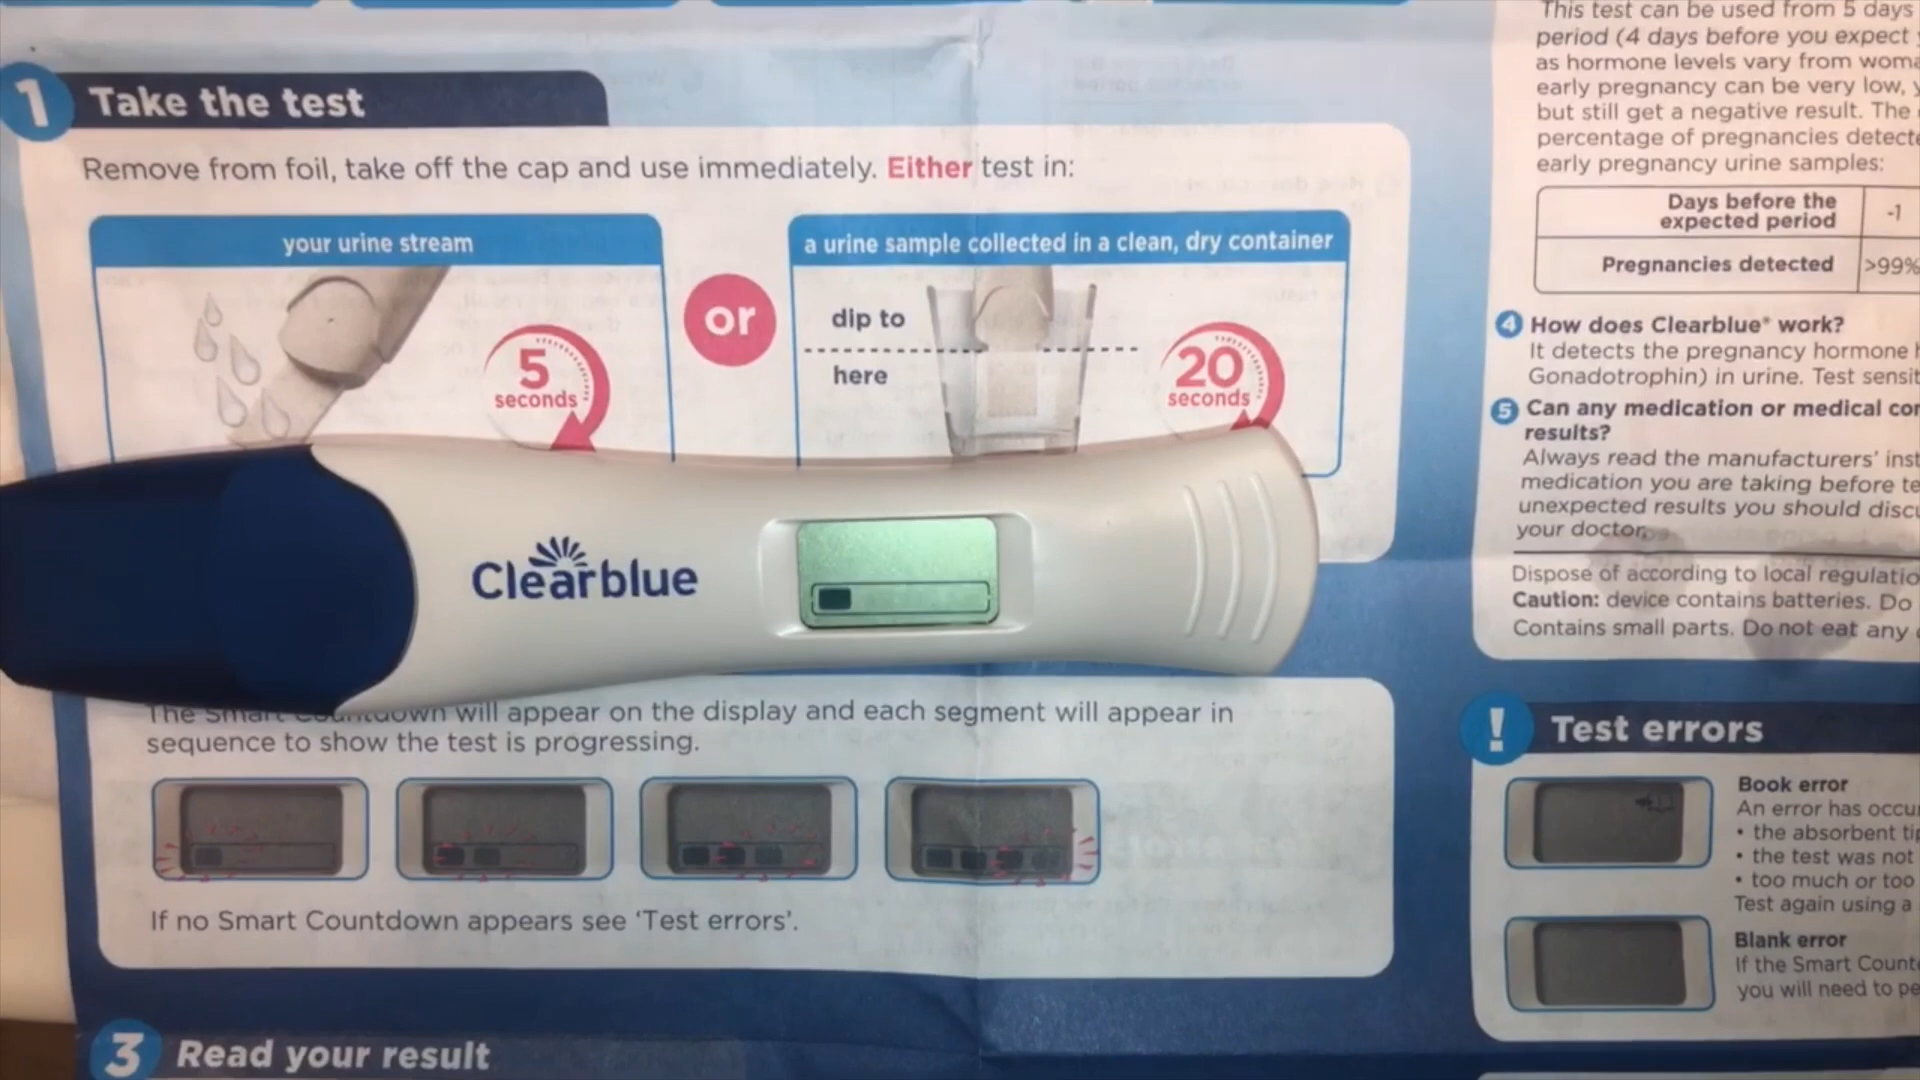 1 Take the test
Remove from foil, take off the cap and use immediately. Either test in:
your urine stream
5
seconds
or
a urine sample collected in a clean, dry container
dip to
here
20
seconds
Clearblue
The Smart Countdown will appear on the display and each segment will appear in
sequence to show the test is progressing.
If no Smart Countdown appears see ‘Test errors’.
3 Read your result
This test can be used from 5 days
period (4 days before you expect
as hormone levels vary from
early pregnancy can be very low,
but still get a negative result. The
percentage of pregnancies
early pregnancy urine samples:
Days before the
expected period
-1
Pregnancies detected
>99%
4 How does Clearblue® work?
It detects the pregnancy hormone
Gonadotrophin) in urine. Test
5 Can any medication or medical
results?
Always read the manufacturers’
medication you are taking before
unexpected results you should
your doctor.
Dispose of according to local
Caution: device contains batteries. Do
Contains small parts. Do not eat any
! Test errors
Book error
An error has
• the absorbent
• the test was not
• too much or too
Test again using a
Blank error
If the Smart
you will need to